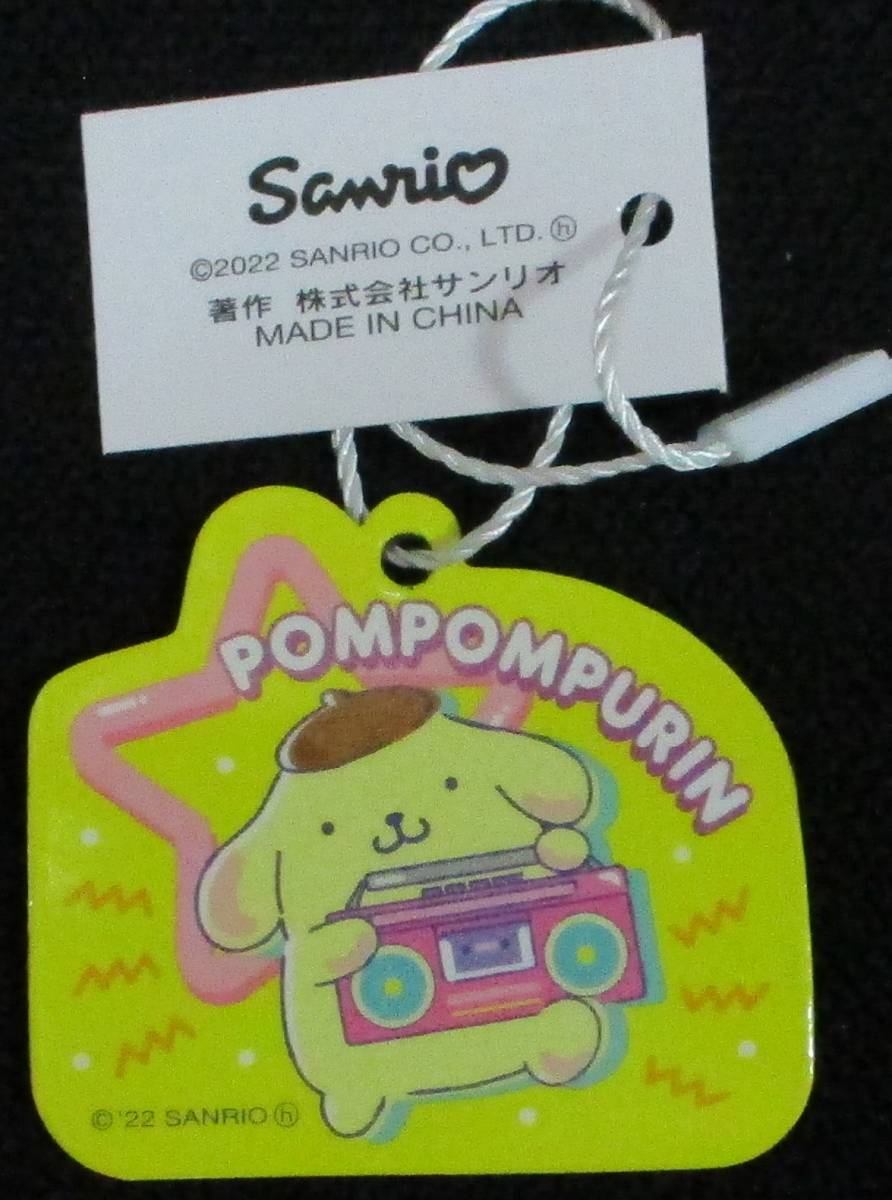 Sanrio
©2022 SANRIO CO., LTD. ⓗ
著作 株式会社サンリオ
MADE IN CHINA
POMPOMPURIN
©'22 SANRIO ⓗ